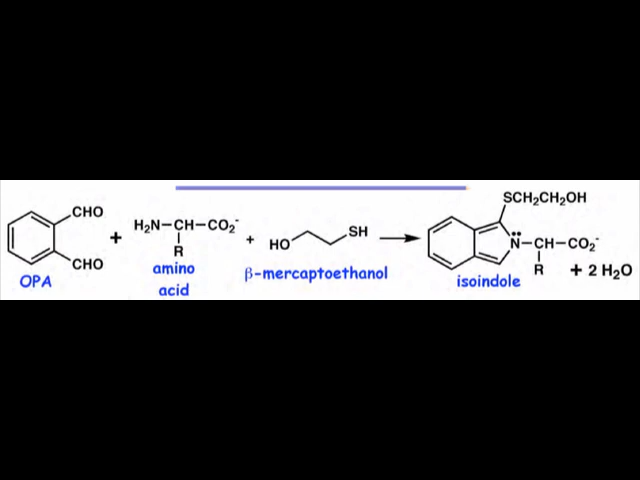 CHO
CHO
OPA
+
H₂N–CH–CO₂⁻
R
amino
acid
+
HO
SH
β-mercaptoethanol
SCH₂CH₂OH
N–CH–CO₂⁻
R
isoindole
+ 2 H₂O